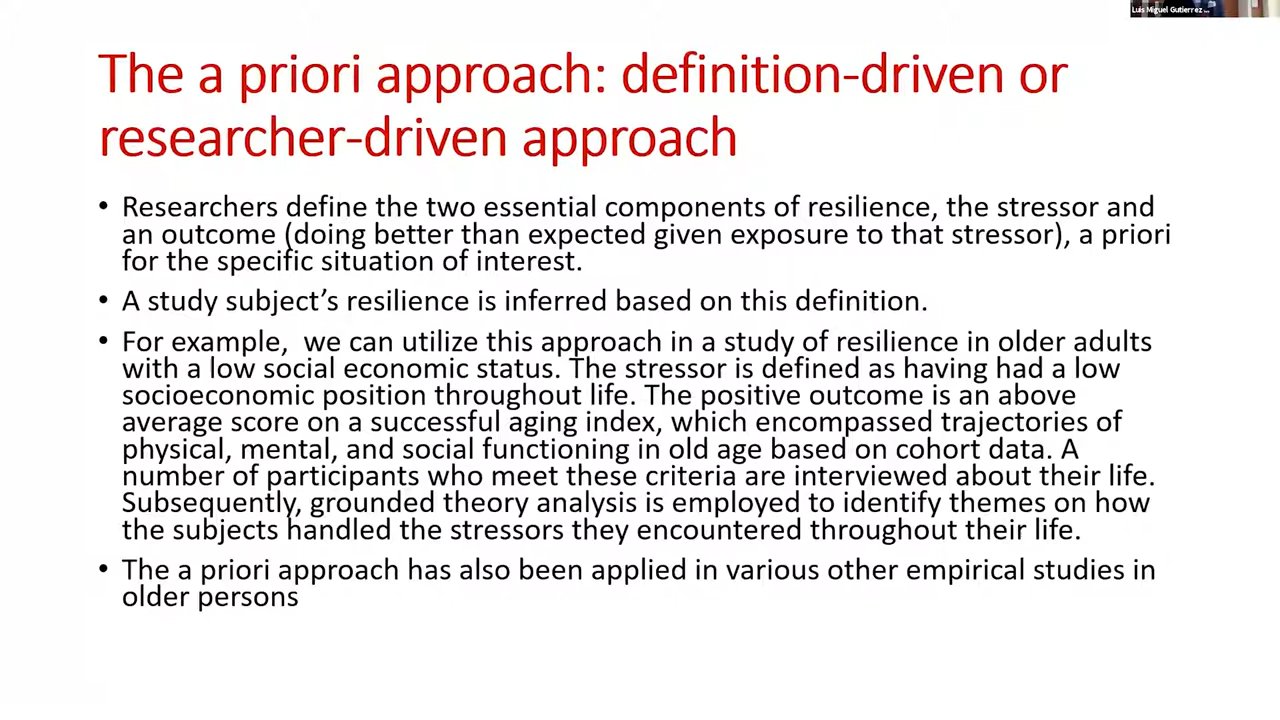 Luis Miguel Gutierrez ...
The a priori approach: definition-driven or
researcher-driven approach
• Researchers define the two essential components of resilience, the stressor and
an outcome (doing better than expected given exposure to that stressor), a priori
for the specific situation of interest.
• A study subject’s resilience is inferred based on this definition.
• For example,  we can utilize this approach in a study of resilience in older adults
with a low social economic status. The stressor is defined as having had a low
socioeconomic position throughout life. The positive outcome is an above
average score on a successful aging index, which encompassed trajectories of
physical, mental, and social functioning in old age based on cohort data. A
number of participants who meet these criteria are interviewed about their life.
Subsequently, grounded theory analysis is employed to identify themes on how
the subjects handled the stressors they encountered throughout their life.
• The a priori approach has also been applied in various other empirical studies in
older persons